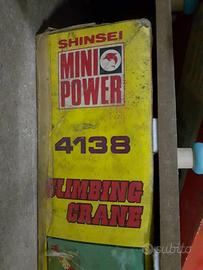 SHINSEI
MINI
POWER
4138
CLIMBING
CRANE
subito